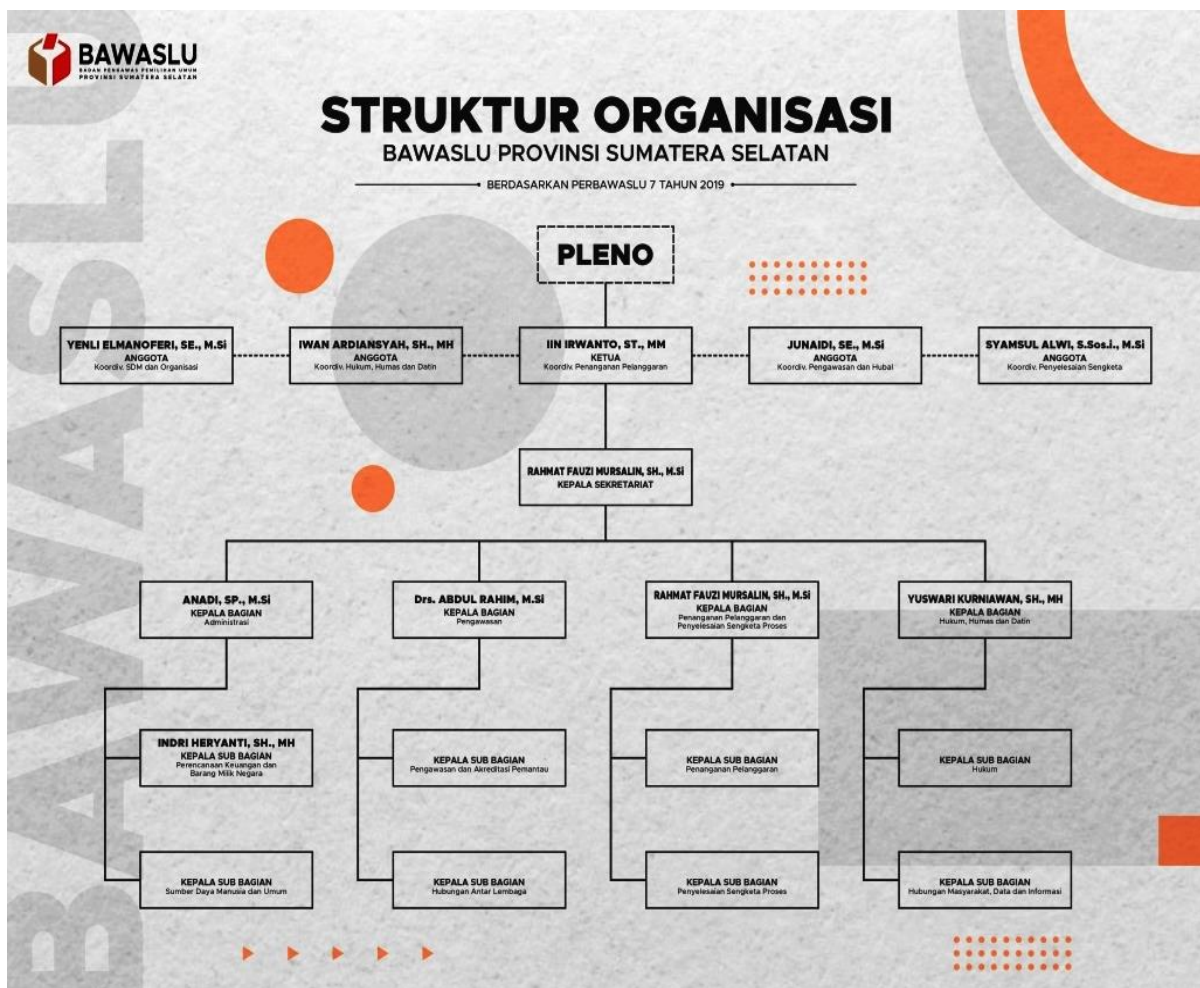 BAWASLU
BADAN PENGAWAS PEMILIHAN UMUM
PROVINSI SUMATERA SELATAN
BAWASLU
STRUKTUR ORGANISASI
BAWASLU PROVINSI SUMATERA SELATAN
BERDASARKAN PERBAWASLU 7 TAHUN 2019
PLENO
YENLI ELMANOFERI, SE., M.Si
ANGGOTA
Koordiv. SDM dan Organisasi
IWAN ARDIANSYAH, SH., MH
ANGGOTA
Koordiv. Hukum, Humas dan Datin
IIN IRWANTO, ST., MM
KETUA
Koordiv. Penanganan Pelanggaran
JUNAIDI, SE., M.Si
ANGGOTA
Koordiv. Pengawasan dan Hubal
SYAMSUL ALWI, S.Sos.i., M.Si
ANGGOTA
Koordiv. Penyelesaian Sengketa
RAHMAT FAUZI MURSALIN, SH., M.Si
KEPALA SEKRETARIAT
ANADI, SP., M.Si
KEPALA BAGIAN
Administrasi
Drs. ABDUL RAHIM, M.Si
KEPALA BAGIAN
Pengawasan
RAHMAT FAUZI MURSALIN, SH., M.Si
KEPALA BAGIAN
Penanganan Pelanggaran dan
Penyelesaian Sengketa Proses
YUSWARI KURNIAWAN, SH., MH
KEPALA BAGIAN
Hukum, Humas dan Datin
INDRI HERYANTI, SH., MH
KEPALA SUB BAGIAN
Perencanaan Keuangan dan
Barang Milik Negara
KEPALA SUB BAGIAN
Pengawasan dan Akreditasi Pemantau
KEPALA SUB BAGIAN
Penanganan Pelanggaran
KEPALA SUB BAGIAN
Hukum
KEPALA SUB BAGIAN
Sumber Daya Manusia dan Umum
KEPALA SUB BAGIAN
Hubungan Antar Lembaga
KEPALA SUB BAGIAN
Penyelesaian Sengketa Proses
KEPALA SUB BAGIAN
Hubungan Masyarakat, Data dan Informasi